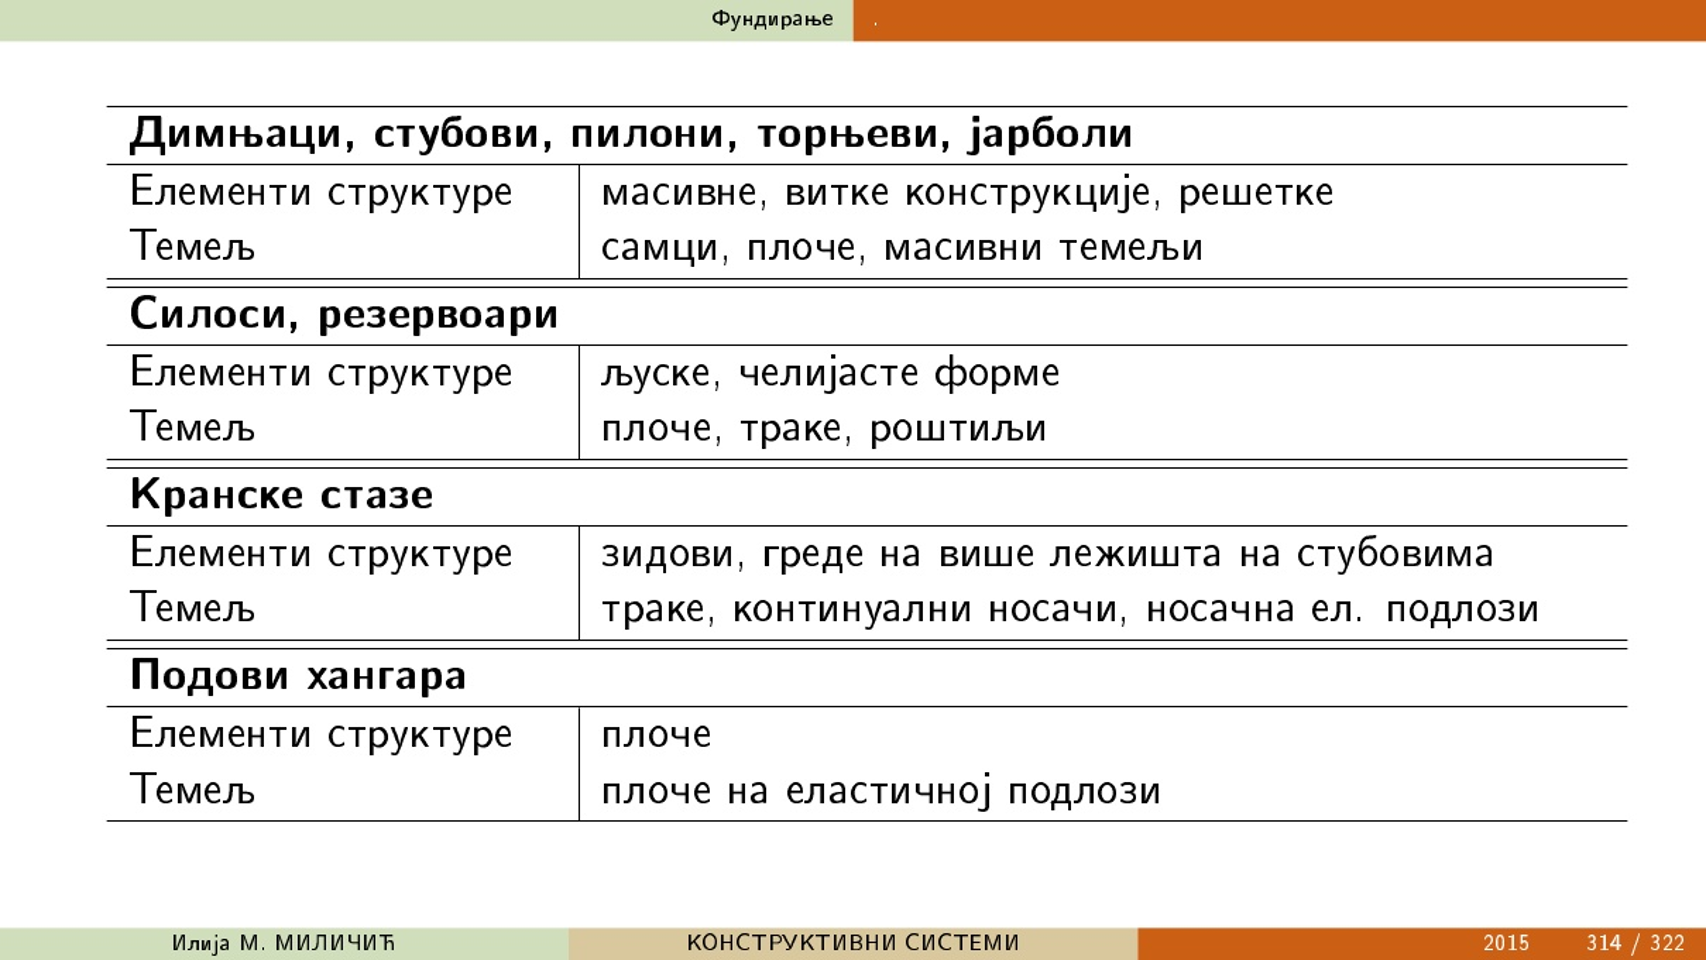 Фундирање .
Димњаци, стубови, пилони, торњеви, јарболи
Елементи структуре масивне, витке конструкције, решетке
Темељ самци, плоче, масивни темељи
Силоси, резервоари
Елементи структуре љуске, челијасте форме
Темељ плоче, траке, роштиљи
Кранске стазе
Елементи структуре зидови, греде на више лежишта на стубовима
Темељ траке, континуални носачи, носачна ел. подлози
Подови хангара
Елементи структуре плоче
Темељ плоче на еластичној подлози
Илија М. МИЛИЧИЋ КОНСТРУКТИВНИ СИСТЕМИ 2015 314 / 322